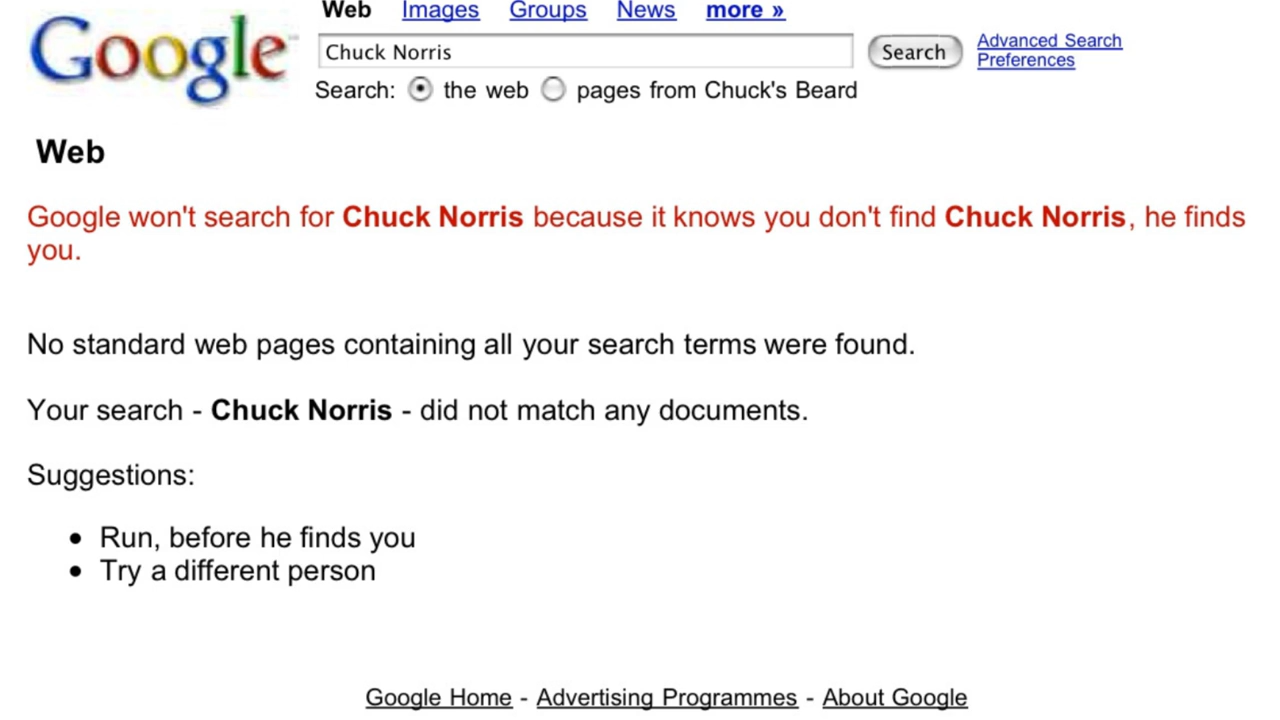 Google™ Web Images Groups News more »
Chuck Norris Search Advanced Search
Preferences
Search: the web pages from Chuck's Beard
Web
Google won't search for Chuck Norris because it knows you don't find Chuck Norris, he finds
you.
No standard web pages containing all your search terms were found.
Your search - Chuck Norris - did not match any documents.
Suggestions:
• Run, before he finds you
• Try a different person
Google Home - Advertising Programmes - About Google